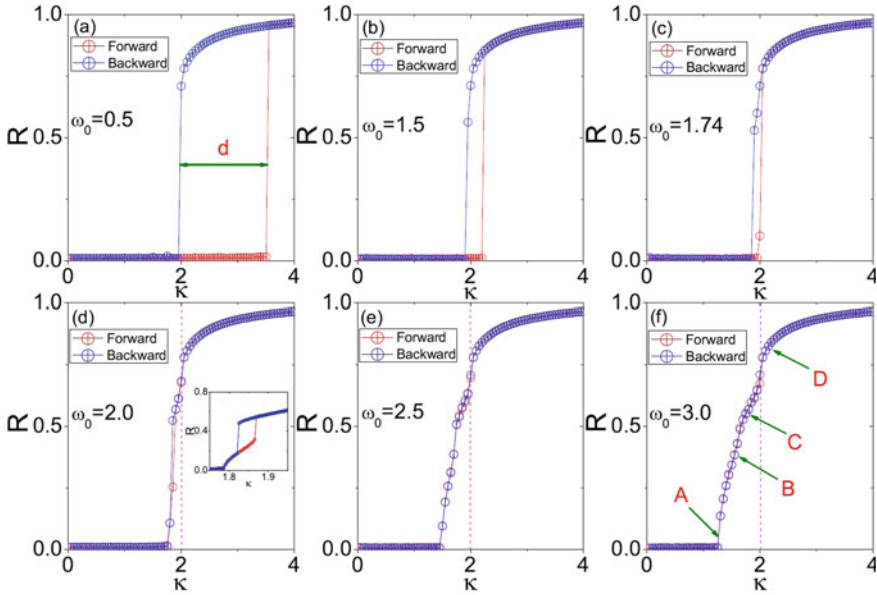 (a)
Forward
Backward
ω₀=0.5
d
R
1.0
0.5
0.0
0
2
4
κ
(b)
Forward
Backward
ω₀=1.5
R
1.0
0.5
0.0
0
2
4
κ
(c)
Forward
Backward
ω₀=1.74
R
1.0
0.5
0.0
0
2
4
κ
(d)
Forward
Backward
ω₀=2.0
R
1.0
0.5
0.0
0
2
4
κ
R
0.8
0.4
0.0
1.8
1.9
κ
(e)
Forward
Backward
ω₀=2.5
R
1.0
0.5
0.0
0
2
4
κ
(f)
Forward
Backward
ω₀=3.0
A
B
C
D
R
1.0
0.5
0.0
0
2
4
κ